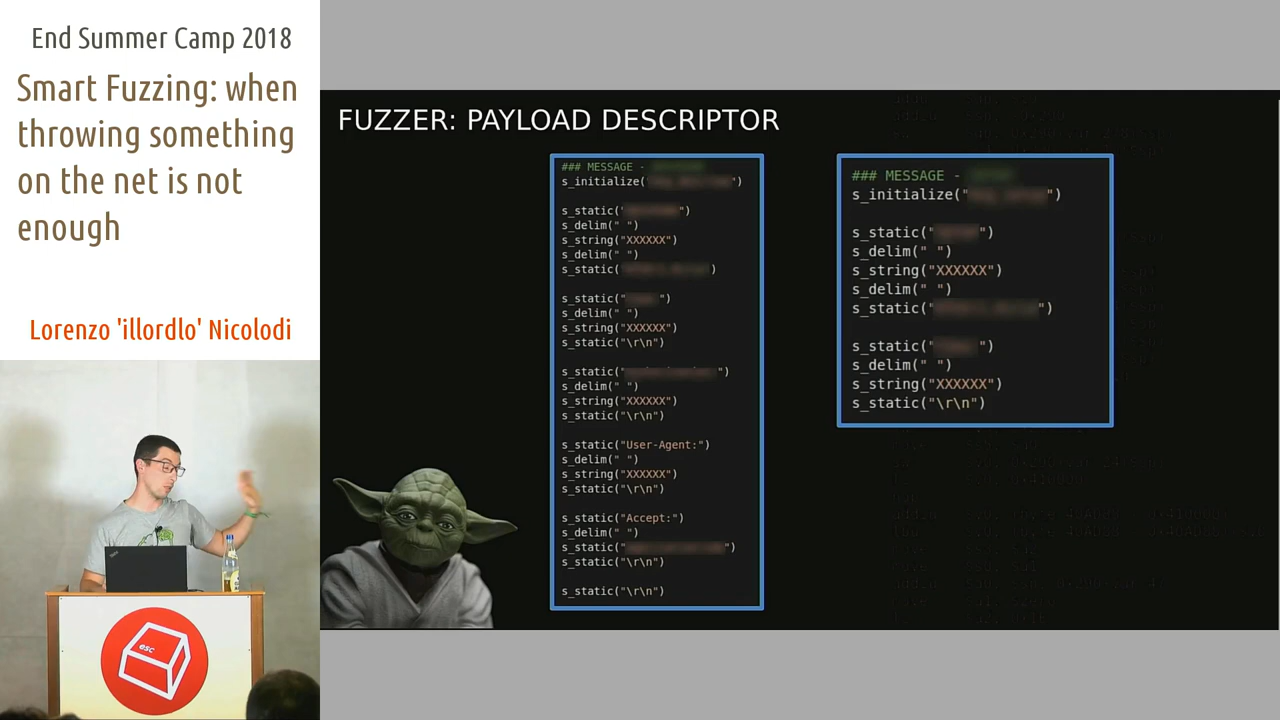 End Summer Camp 2018
Smart Fuzzing: when
throwing something
on the net is not
enough
Lorenzo 'illordlo' Nicolodi
esc
FUZZER: PAYLOAD DESCRIPTOR
### MESSAGE -
s_initialize(" ")
s_static(" ")
s_delim(" ")
s_string("XXXXXX")
s_delim(" ")
s_static( )
s_static(" ")
s_delim(" ")
s_string("XXXXXX")
s_static("\r\n")
s_static(" ")
s_delim(" ")
s_string("XXXXXX")
s_static("\r\n")
s_static("User-Agent:")
s_delim(" ")
s_string("XXXXXX")
s_static("\r\n")
s_static("Accept:")
s_delim(" ")
s_static(" ")
s_static("\r\n")
s_static("\r\n")
### MESSAGE -
s_initialize(" ")
s_static(" ")
s_delim(" ")
s_string("XXXXXX")
s_delim(" ")
s_static(" ")
s_static(" ")
s_delim(" ")
s_string("XXXXXX")
s_static("\r\n")